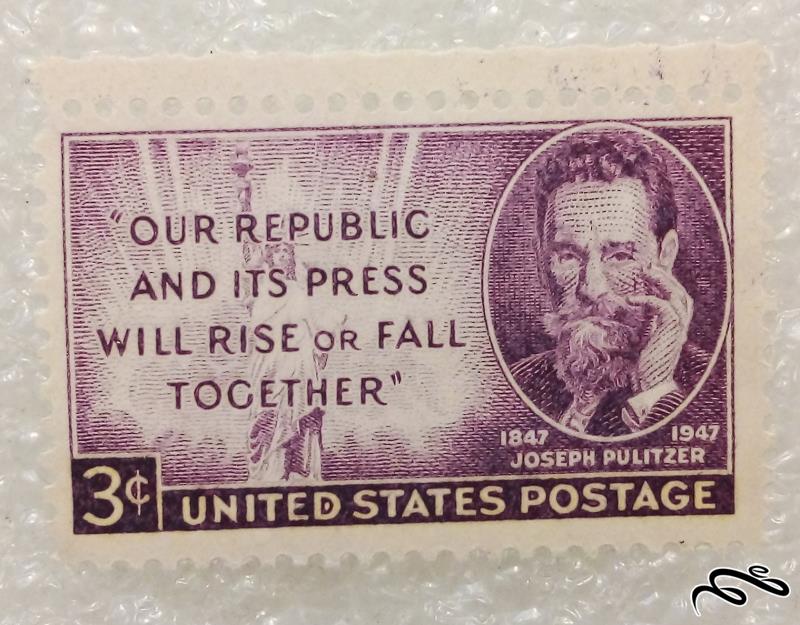 "OUR REPUBLIC
AND ITS PRESS
WILL RISE OR FALL
TOGETHER"
1847 1947
JOSEPH PULITZER
3¢ UNITED STATES POSTAGE